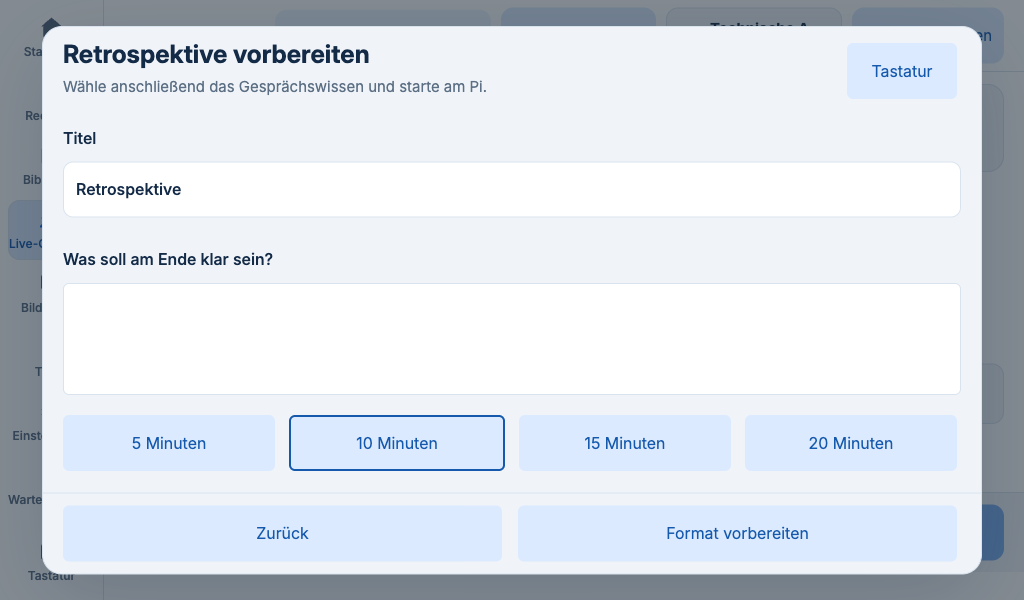 Retrospektive vorbereiten
Wähle anschließend das Gesprächswissen und starte am Pi.
Tastatur
Titel
Retrospektive
Was soll am Ende klar sein?
5 Minuten
10 Minuten
15 Minuten
20 Minuten
Zurück
Format vorbereiten
Tastatur